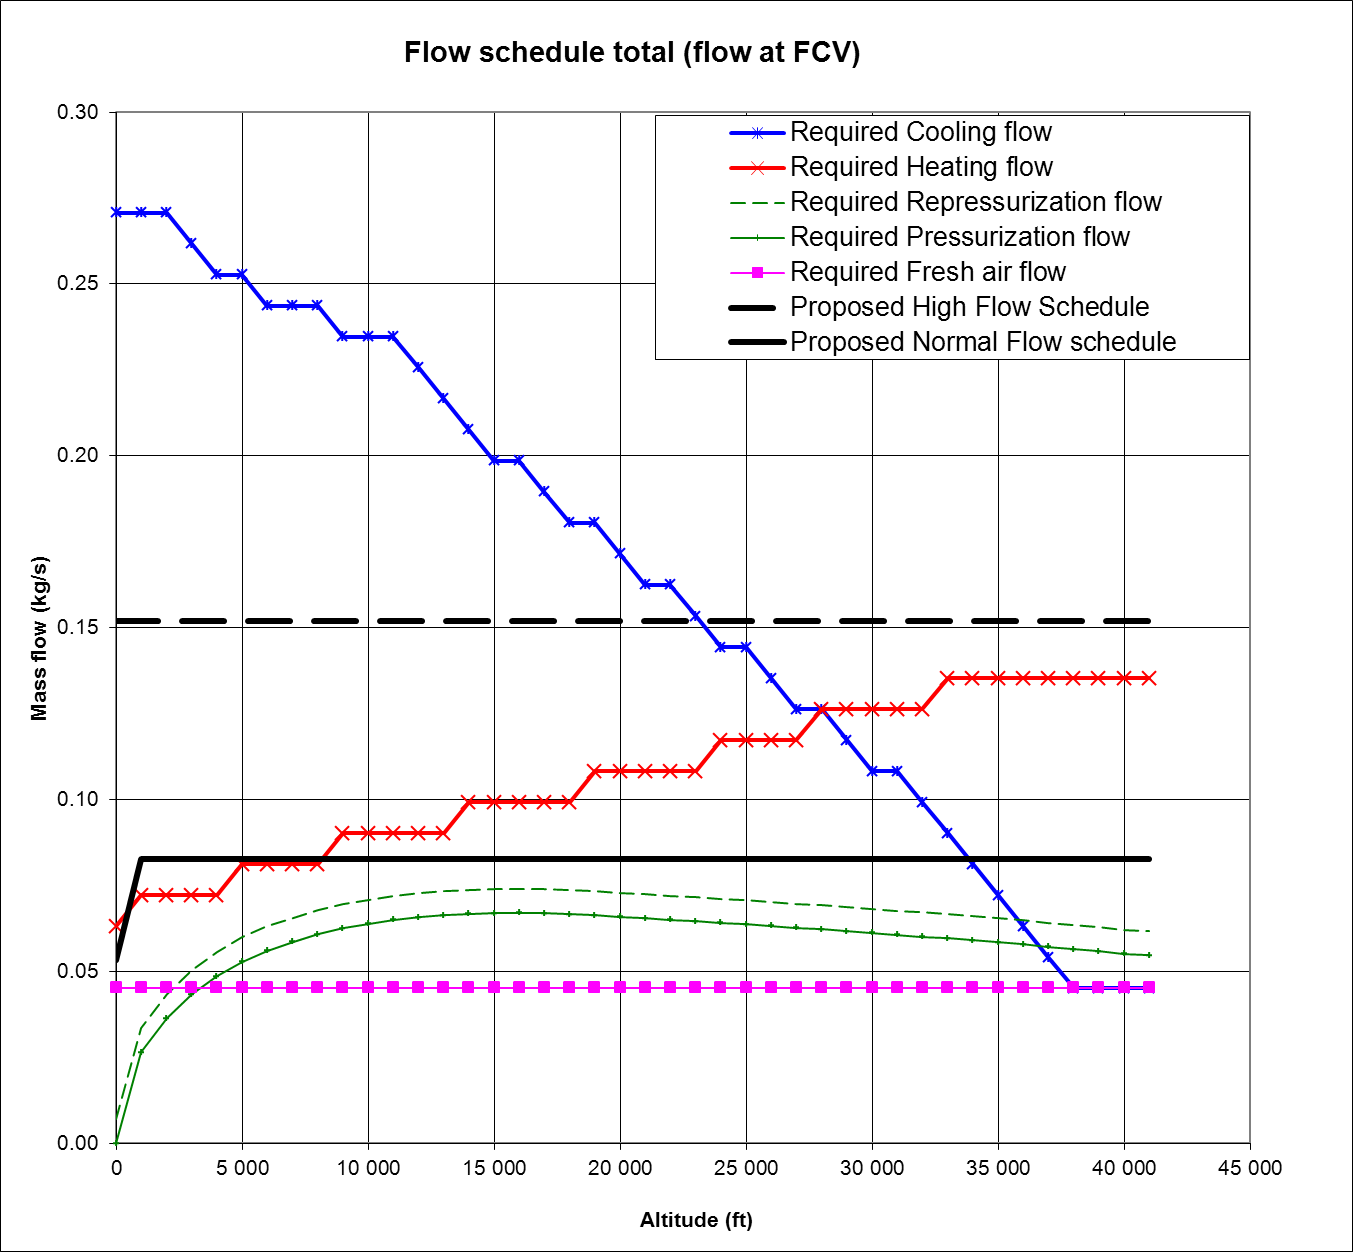 Flow schedule total (flow at FCV)
0.30
0.25
0.20
0.15
0.10
0.05
0.00
Mass flow (kg/s)
Required Cooling flow
Required Heating flow
Required Repressurization flow
Required Pressurization flow
Required Fresh air flow
Proposed High Flow Schedule
Proposed Normal Flow schedule
0 5 000 10 000 15 000 20 000 25 000 30 000 35 000 40 000 45 000
Altitude (ft)